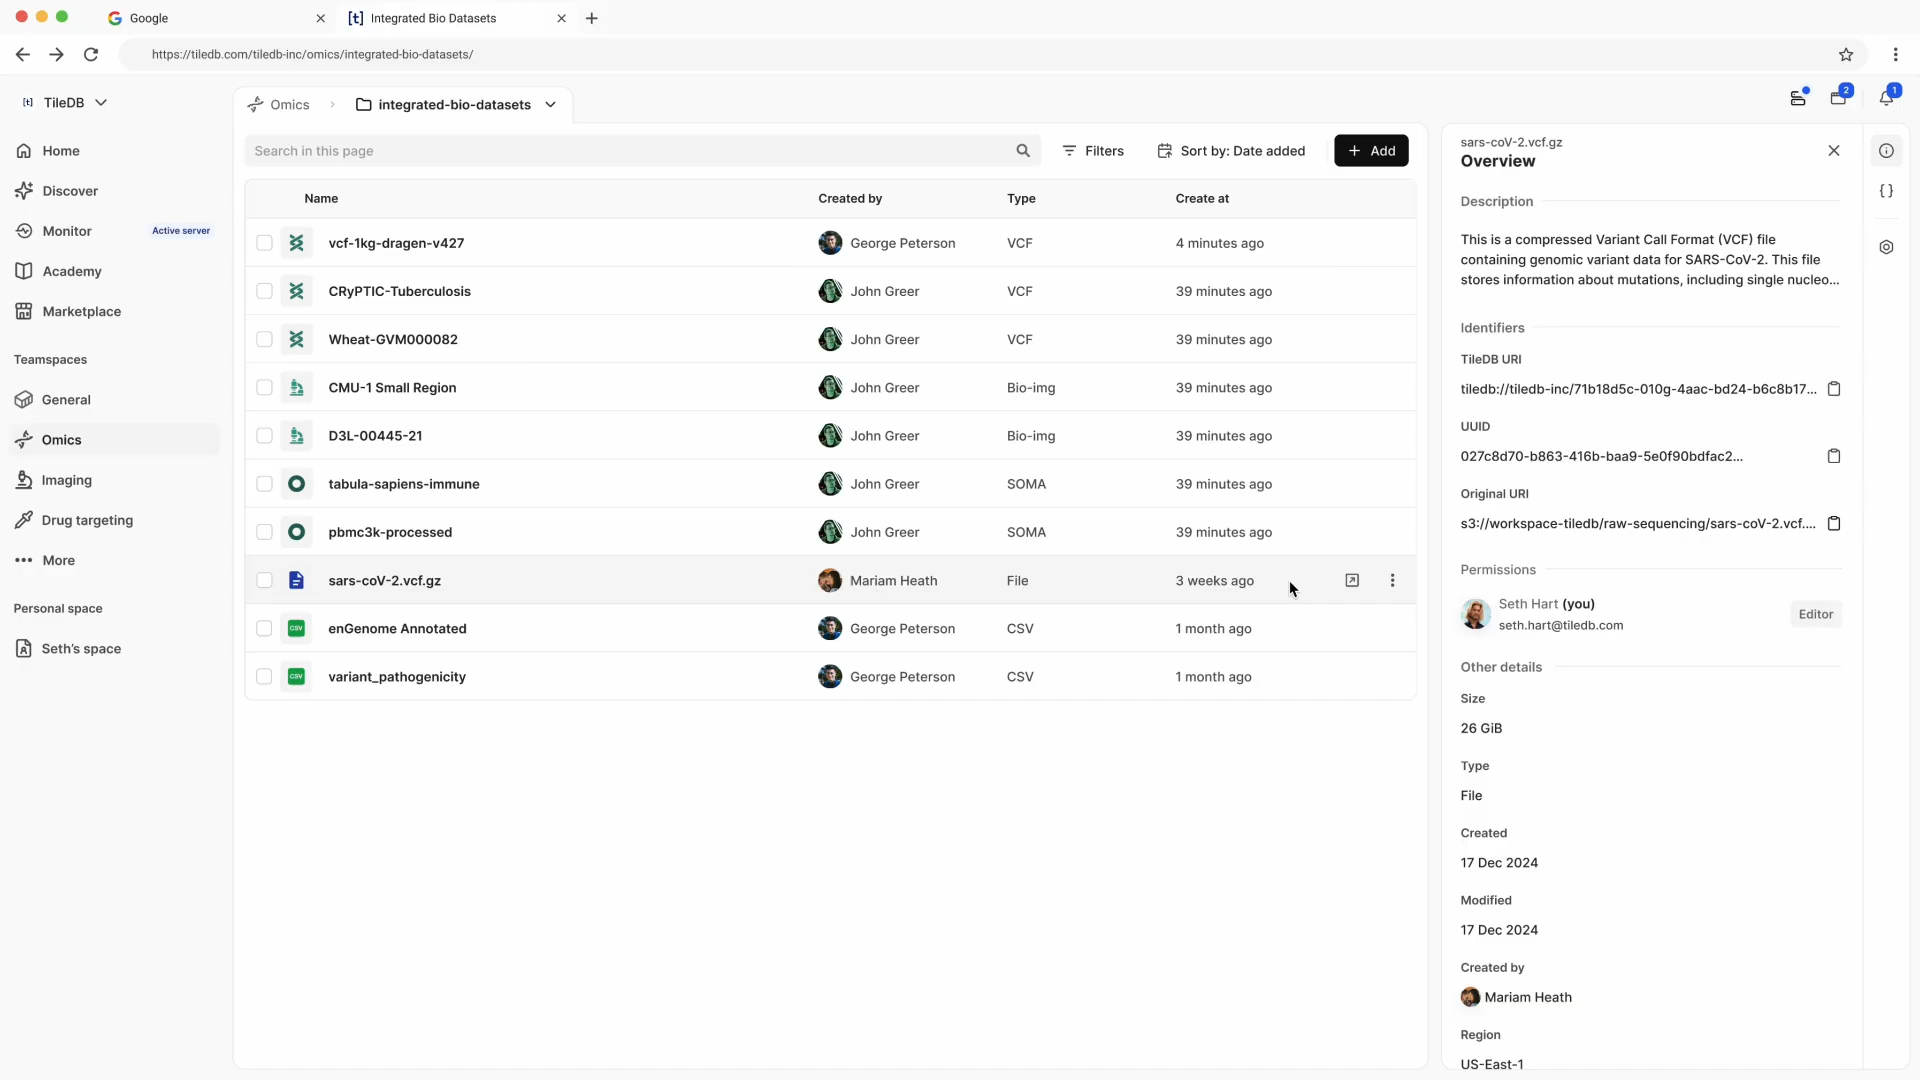 Google
[t] Integrated Bio Datasets
https://tiledb.com/tiledb-inc/omics/integrated-bio-datasets/
[t] TileDB
Home
Discover
Monitor
Active server
Academy
Marketplace
Teamspaces
General
Omics
Imaging
Drug targeting
More
Personal space
Seth's space
Omics
integrated-bio-datasets
2
1
Search in this page
Filters
Sort by: Date added
Add
Name Created by Type Create at
vcf-1kg-dragen-v427 George Peterson VCF 4 minutes ago
CRyPTIC-Tuberculosis John Greer VCF 39 minutes ago
Wheat-GVM000082 John Greer VCF 39 minutes ago
CMU-1 Small Region John Greer Bio-img 39 minutes ago
D3L-00445-21 John Greer Bio-img 39 minutes ago
tabula-sapiens-immune John Greer SOMA 39 minutes ago
pbmc3k-processed John Greer SOMA 39 minutes ago
sars-coV-2.vcf.gz Mariam Heath File 3 weeks ago
CSV enGenome Annotated George Peterson CSV 1 month ago
CSV variant_pathogenicity George Peterson CSV 1 month ago
sars-coV-2.vcf.gz
Overview
Description
This is a compressed Variant Call Format (VCF) file
containing genomic variant data for SARS-CoV-2. This file
stores information about mutations, including single nucleo...
Identifiers
TileDB URI
tiledb://tiledb-inc/71b18d5c-010g-4aac-bd24-b6c8b17...
UUID
027c8d70-b863-416b-baa9-5e0f90bdfac2...
Original URI
s3://workspace-tiledb/raw-sequencing/sars-coV-2.vcf....
Permissions
Seth Hart (you)
seth.hart@tiledb.com
Editor
Other details
Size
26 GiB
Type
File
Created
17 Dec 2024
Modified
17 Dec 2024
Created by
Mariam Heath
Region
US-East-1